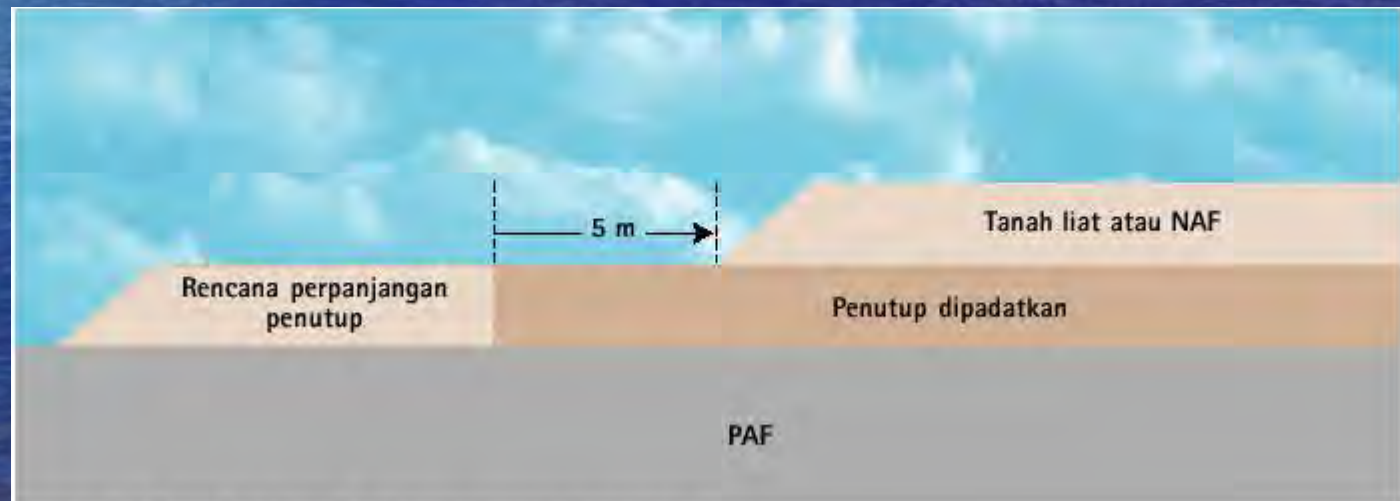 Tanah liat atau NAF
5 m
Rencana perpanjangan
penutup
Penutup dipadatkan
PAF